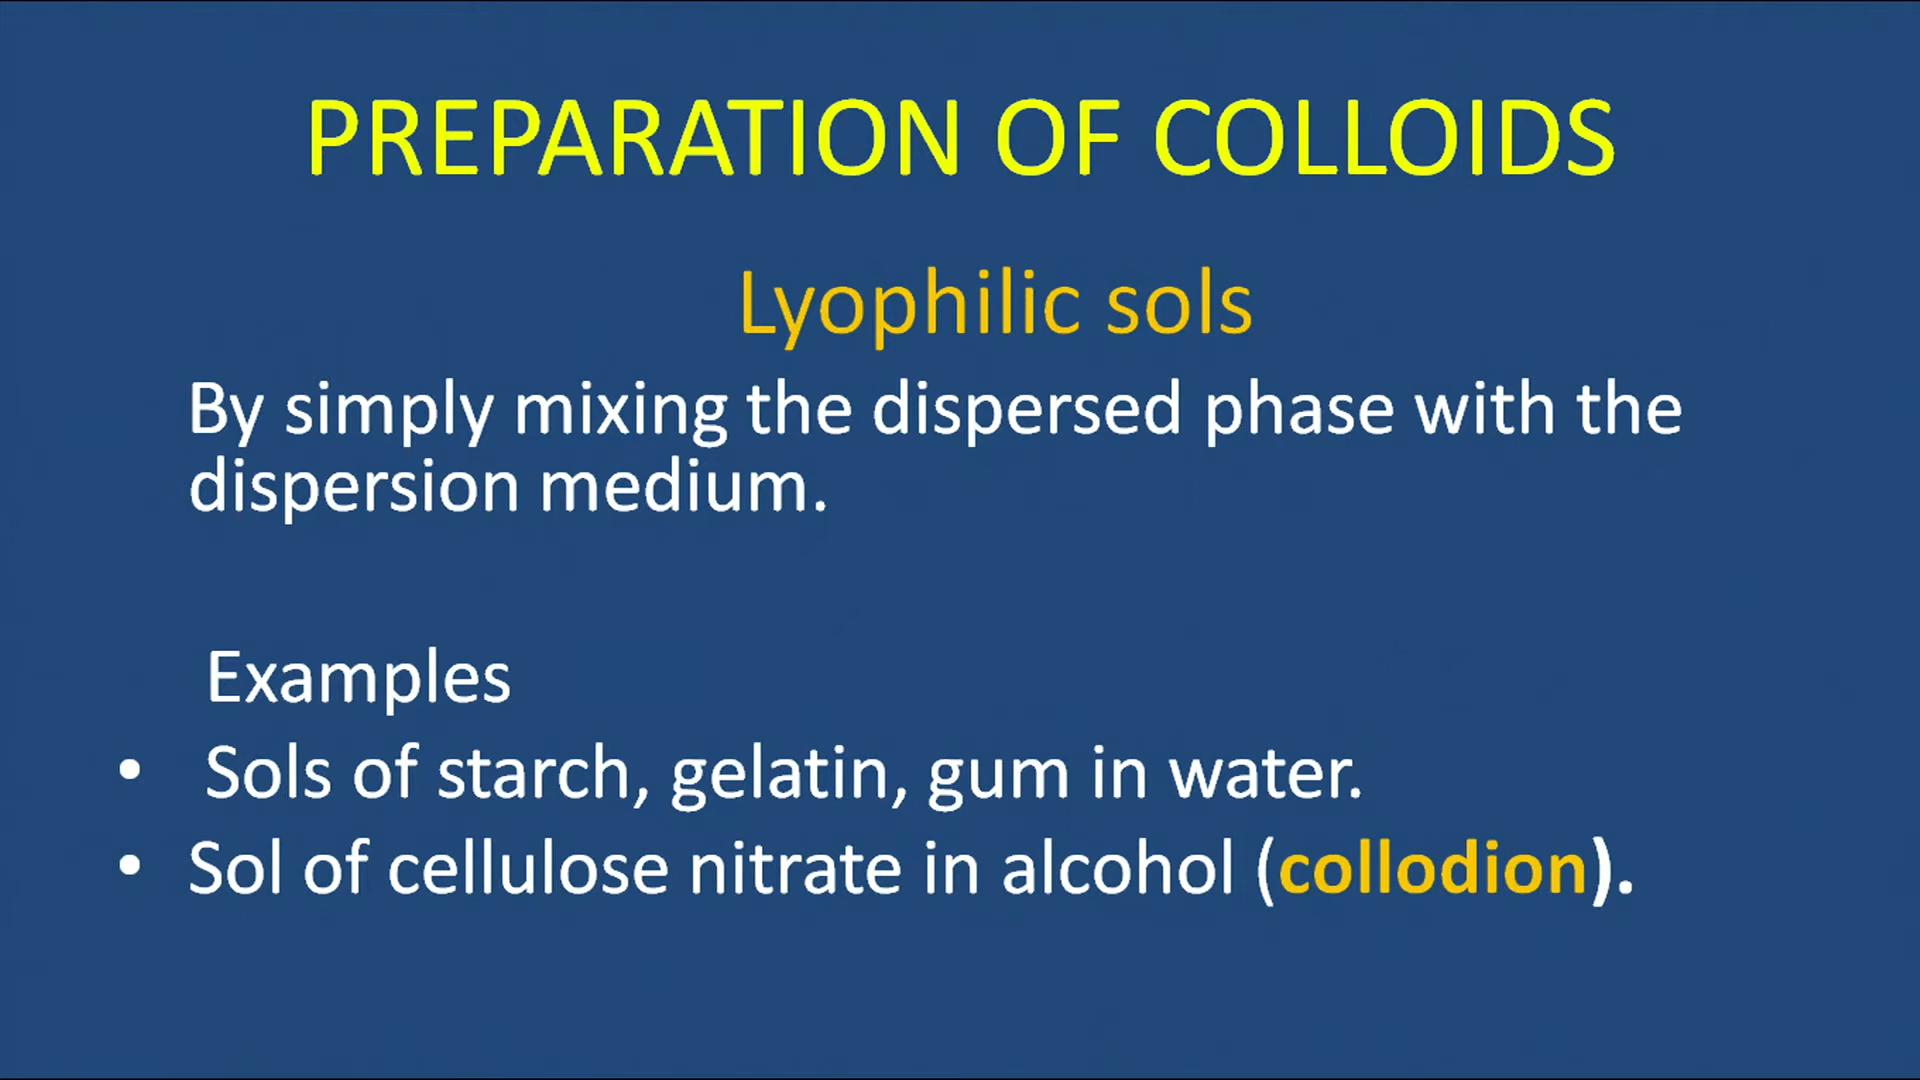 PREPARATION OF COLLOIDS
Lyophilic sols
By simply mixing the dispersed phase with the
dispersion medium.
Examples
• Sols of starch, gelatin, gum in water.
• Sol of cellulose nitrate in alcohol (collodion).